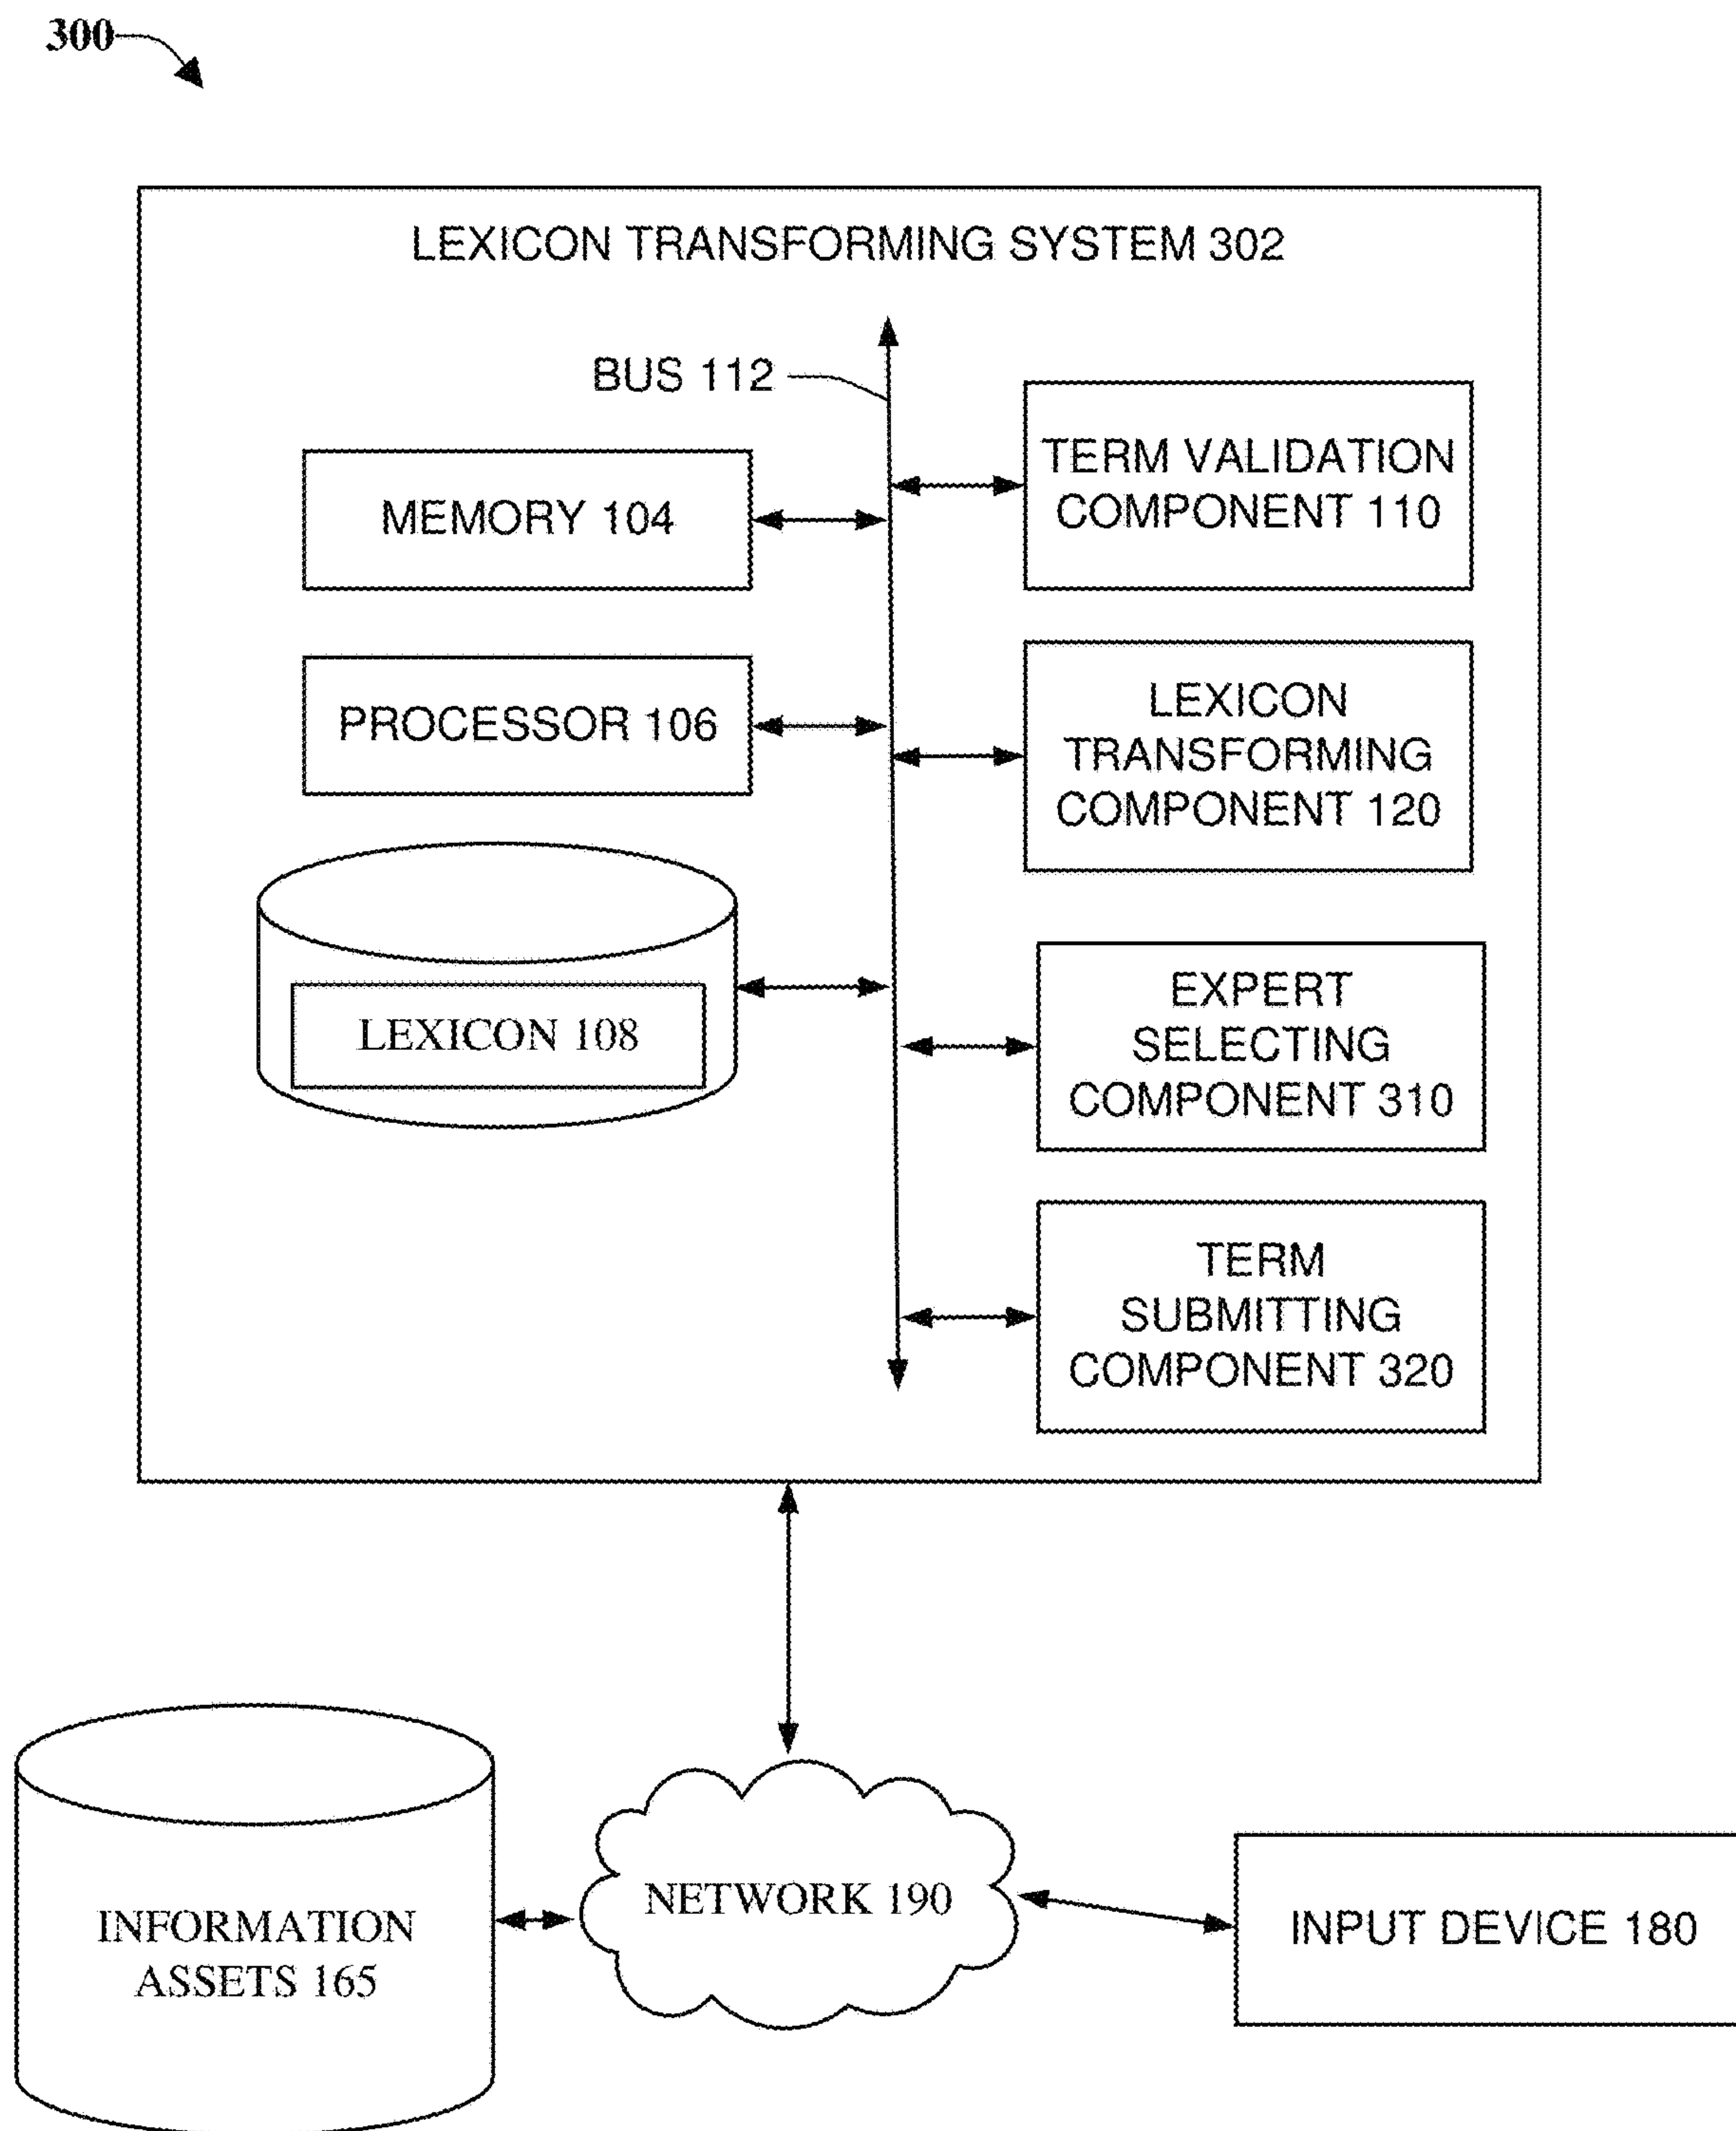 300
LEXICON TRANSFORMING SYSTEM 302
BUS 112
MEMORY 104
PROCESSOR 106
LEXICON 108
TERM VALIDATION
COMPONENT 110
LEXICON
TRANSFORMING
COMPONENT 120
EXPERT
SELECTING
COMPONENT 310
TERM
SUBMITTING
COMPONENT 320
INFORMATION
ASSETS 165
NETWORK 190
INPUT DEVICE 180